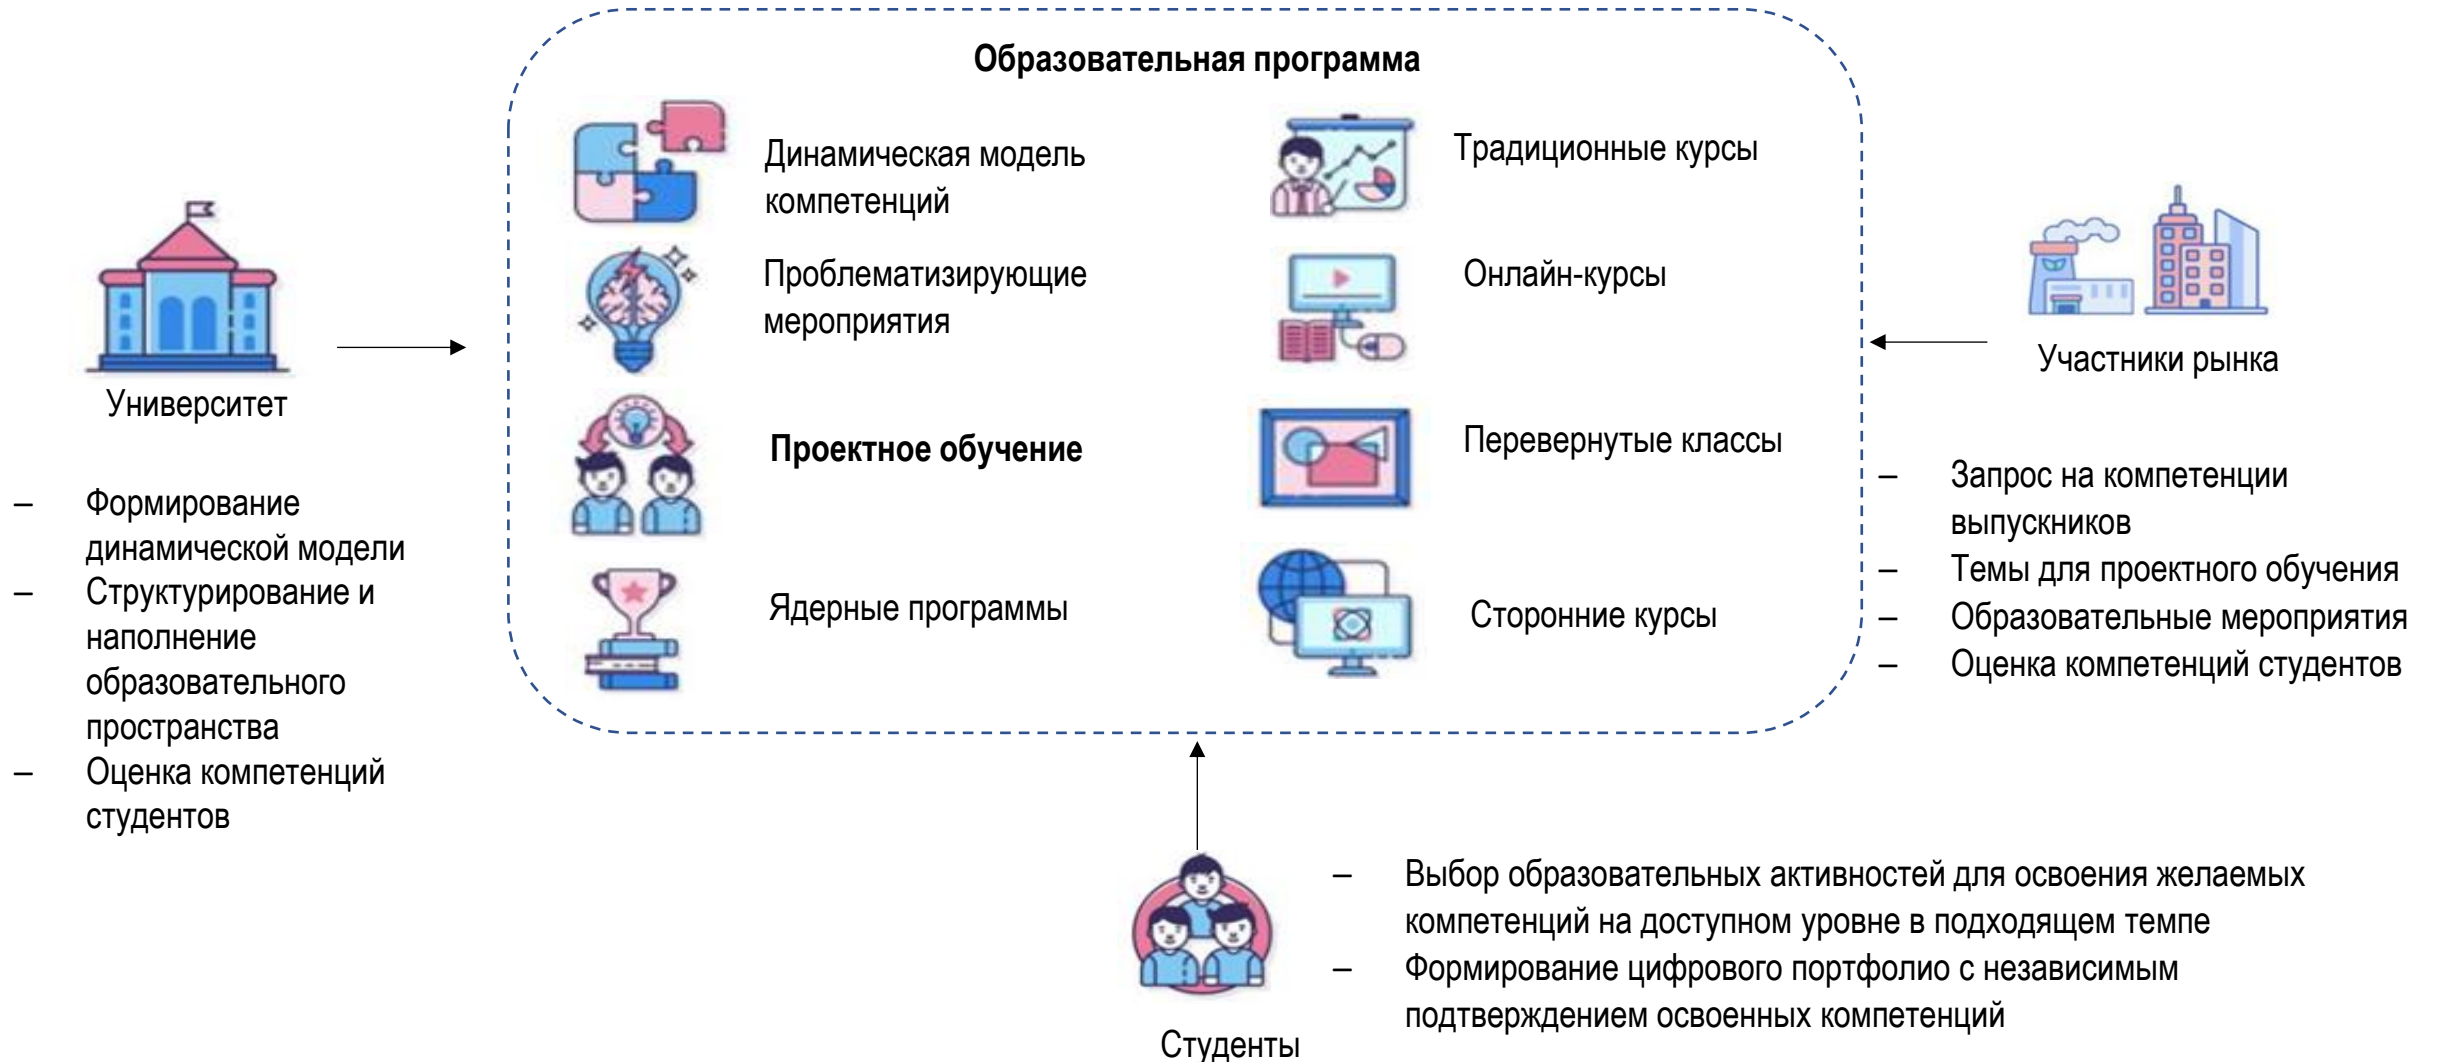 Образовательная программа
Динамическая модель
компетенций
Проблематизирующие
мероприятия
Проектное обучение
Ядерные программы
Традиционные курсы
Онлайн-курсы
Перевернутые классы
Сторонние курсы
Университет
– Формирование
динамической модели
– Структурирование и
наполнение
образовательного
пространства
– Оценка компетенций
студентов
Участники рынка
– Запрос на компетенции
выпускников
– Темы для проектного обучения
– Образовательные мероприятия
– Оценка компетенций студентов
Студенты
– Выбор образовательных активностей для освоения желаемых
компетенций на доступном уровне в подходящем темпе
– Формирование цифрового портфолио с независимым
подтверждением освоенных компетенций